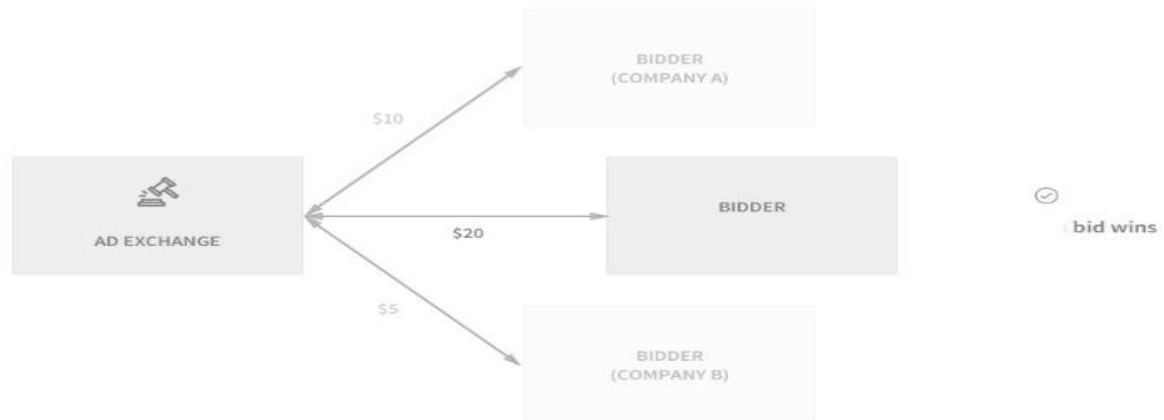 BIDDER
(COMPANY A)
$10
AD EXCHANGE
$20
BIDDER
bid wins
$5
BIDDER
(COMPANY B)